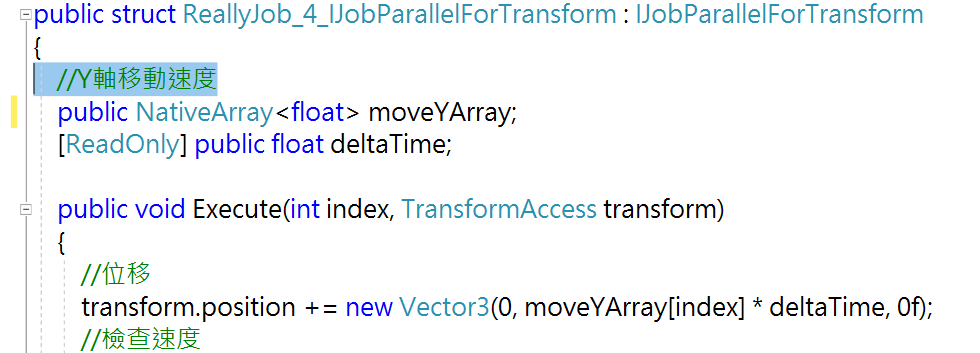 public struct ReallyJob_4_IJobParallelForTransform : IJobParallelForTransform
{
//Y軸移動速度
public NativeArray<float> moveYArray;
[ReadOnly] public float deltaTime;
public void Execute(int index, TransformAccess transform)
{
//位移
transform.position += new Vector3(0, moveYArray[index] * deltaTime, 0f);
//檢查速度